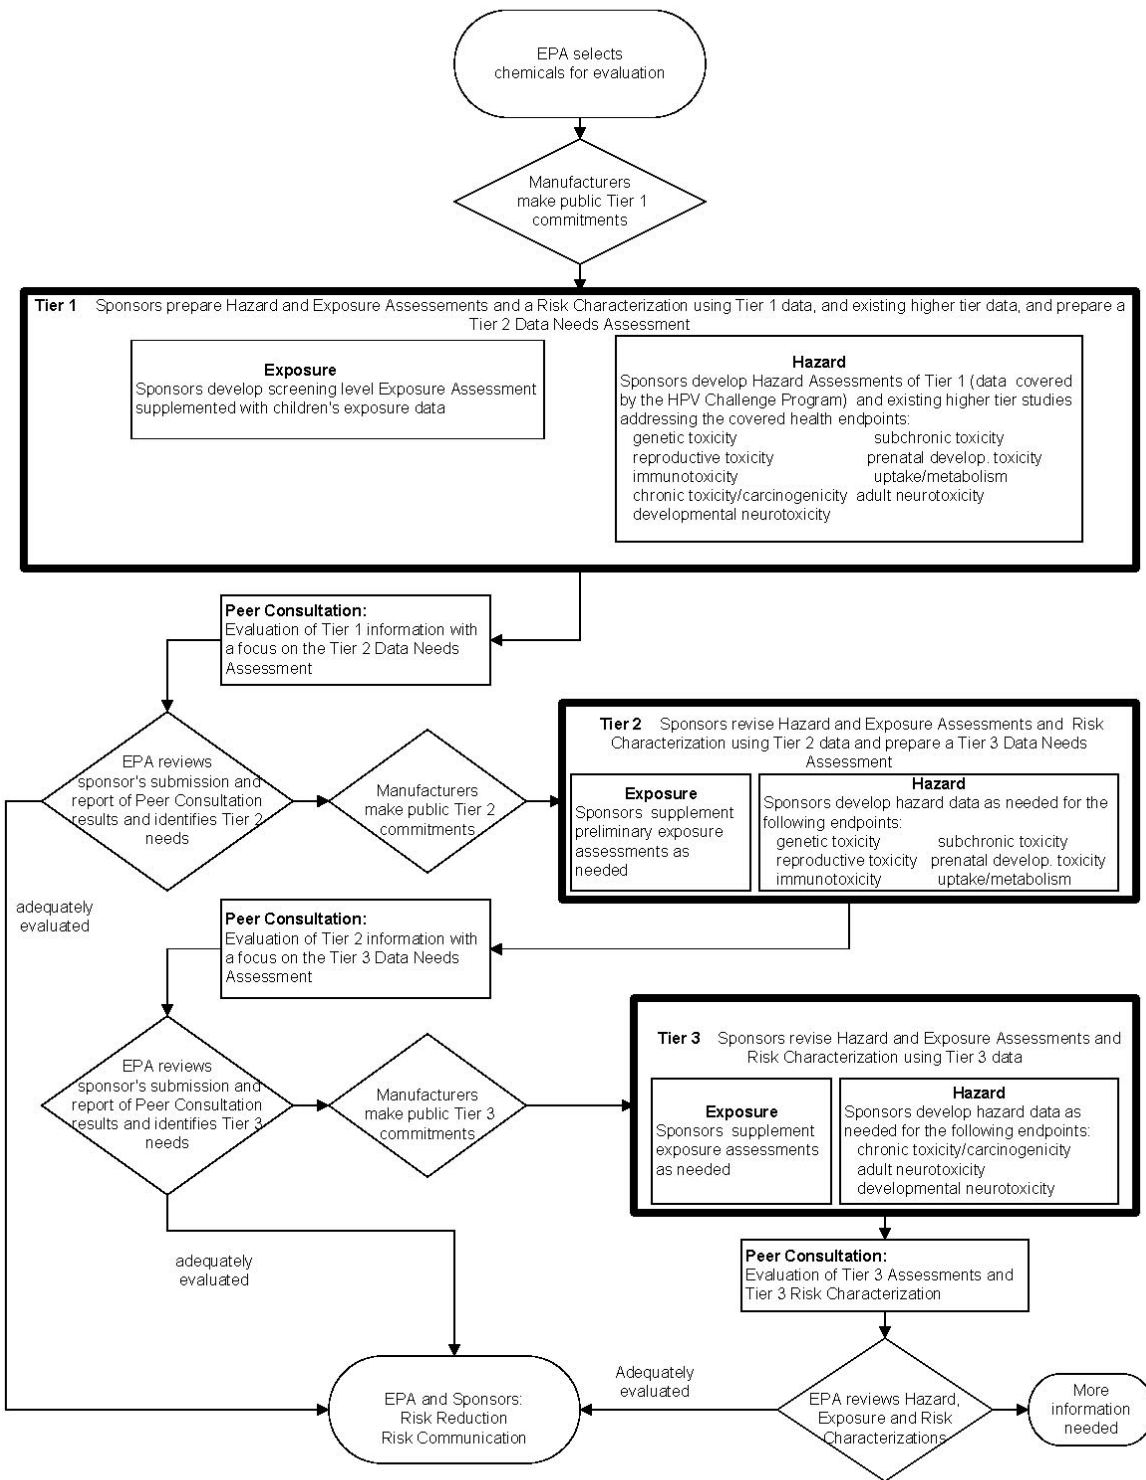 EPA selects
chemicals for evaluation
Manufacturers
make public Tier 1
commitments
Tier 1 Sponsors prepare Hazard and Exposure Assessements and a Risk Characterization using Tier 1 data, and existing higher tier data, and prepare a
Tier 2 Data Needs Assessment
Exposure
Sponsors develop screening level Exposure Assessment
supplemented with children's exposure data
Hazard
Sponsors develop Hazard Assessments of Tier 1 (data covered
by the HPV Challenge Program) and existing higher tier studies
addressing the covered health endpoints:
genetic toxicity subchronic toxicity
reproductive toxicity prenatal develop. toxicity
immunotoxicity uptake/metabolism
chronic toxicity/carcinogenicity adult neurotoxicity
developmental neurotoxicity
Peer Consultation:
Evaluation of Tier 1 information with
a focus on the Tier 2 Data Needs
Assessment
EPA reviews
sponsor's submission and
report of Peer Consultation
results and identifies Tier 2
needs
Manufacturers
make public Tier 2
commitments
Tier 2 Sponsors revise Hazard and Exposure Assessments and Risk
Characterization using Tier 2 data and prepare a Tier 3 Data Needs
Assessment
Exposure
Sponsors supplement
preliminary exposure
assessments as
needed
Hazard
Sponsors develop hazard data as needed for the
following endpoints:
genetic toxicity subchronic toxicity
reproductive toxicity prenatal develop. toxicity
immunotoxicity uptake/metabolism
adequately
evaluated
Peer Consultation:
Evaluation of Tier 2 information with
a focus on the Tier 3 Data Needs
Assessment
EPA reviews
sponsor's submission and
report of Peer Consultation
results and identifies Tier 3
needs
Manufacturers
make public Tier 3
commitments
Tier 3 Sponsors revise Hazard and Exposure Assessments and
Risk Characterization using Tier 3 data
Exposure
Sponsors supplement
exposure assessments
as needed
Hazard
Sponsors develop hazard data as
needed for the following endpoints:
chronic toxicity/carcinogenicity
adult neurotoxicity
developmental neurotoxicity
adequately
evaluated
Peer Consultation:
Evaluation of Tier 3 Assessments and
Tier 3 Risk Characterization
EPA and Sponsors:
Risk Reduction
Risk Communication
Adequately
evaluated
EPA reviews Hazard,
Exposure and Risk
Characterizations
More
information
needed